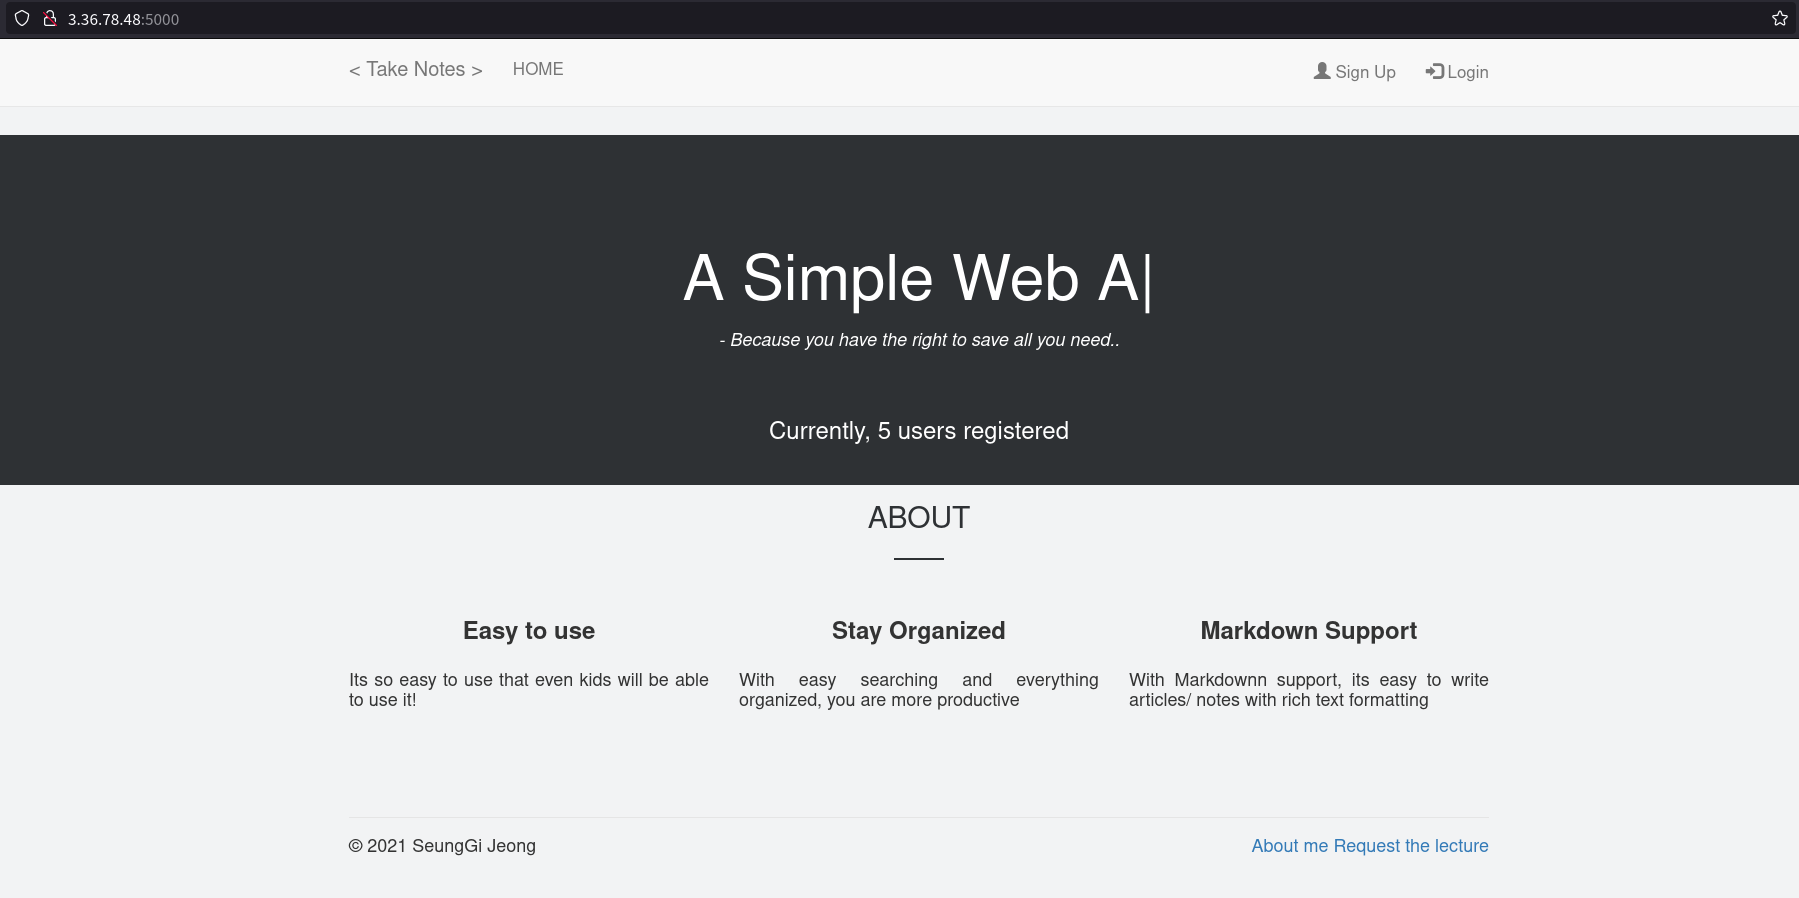 3.36.78.48:5000
< Take Notes > HOME Sign Up Login
A Simple Web A|
- Because you have the right to save all you need..
Currently, 5 users registered
ABOUT
Easy to use
Its so easy to use that even kids will be able
to use it!
Stay Organized
With easy searching and everything
organized, you are more productive
Markdown Support
With Markdownn support, its easy to write
articles/ notes with rich text formatting
© 2021 SeungGi Jeong
About me Request the lecture